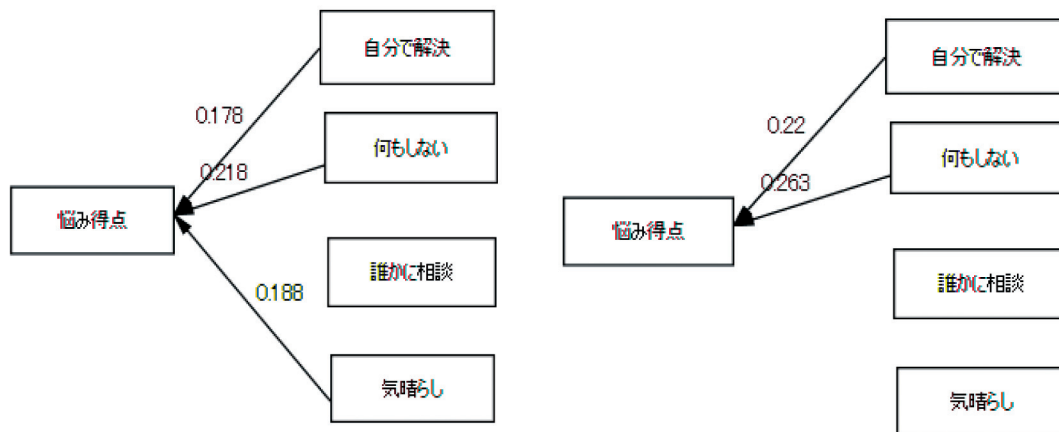 自分で解決
0.178
何もしない
0.218
悩み得点
誰かに相談
0.188
気晴らし
自分で解決
0.22
何もしない
0.263
悩み得点
誰かに相談
気晴らし